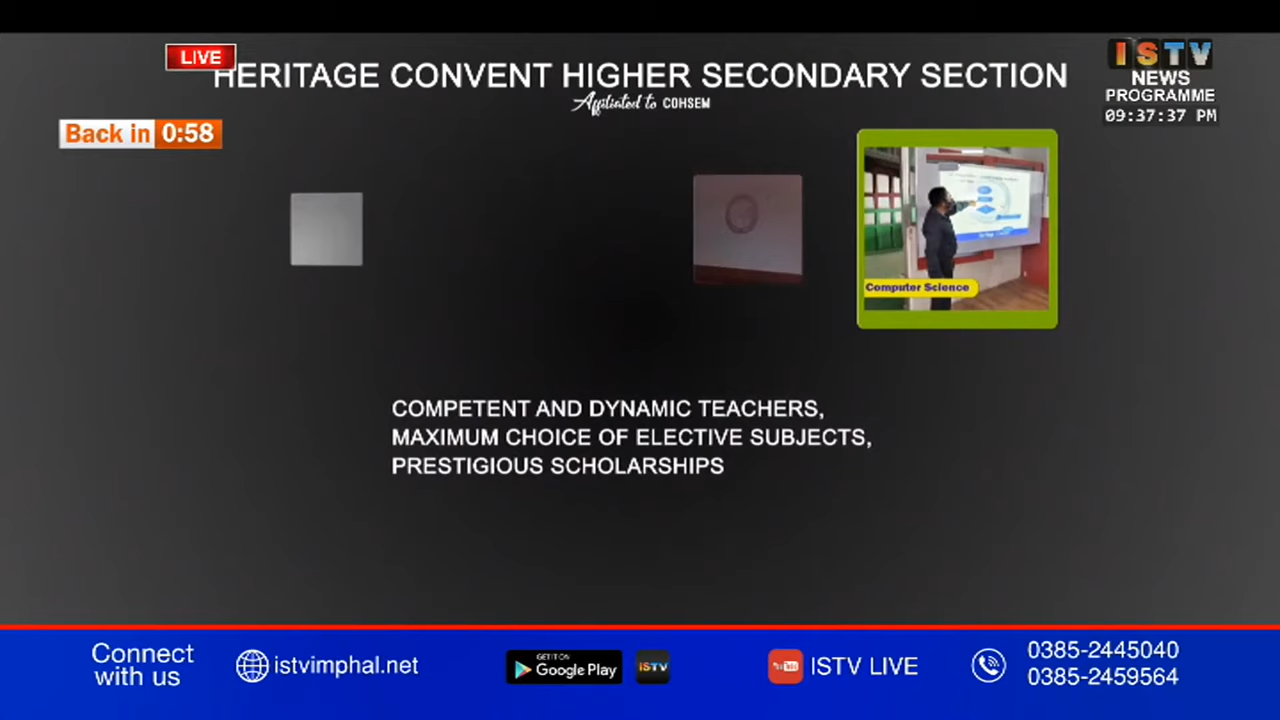 LIVE
HERITAGE CONVENT HIGHER SECONDARY SECTION
Affiliated to COHSEM
ISTV
NEWS
PROGRAMME
09:37:37 PM
Back in 0:58
Computer Science
COMPETENT AND DYNAMIC TEACHERS,
MAXIMUM CHOICE OF ELECTIVE SUBJECTS,
PRESTIGIOUS SCHOLARSHIPS
Connect
with us
istvimphal.net
GET IT ON
Google Play
ISTV
YouTube
ISTV LIVE
0385-2445040
0385-2459564